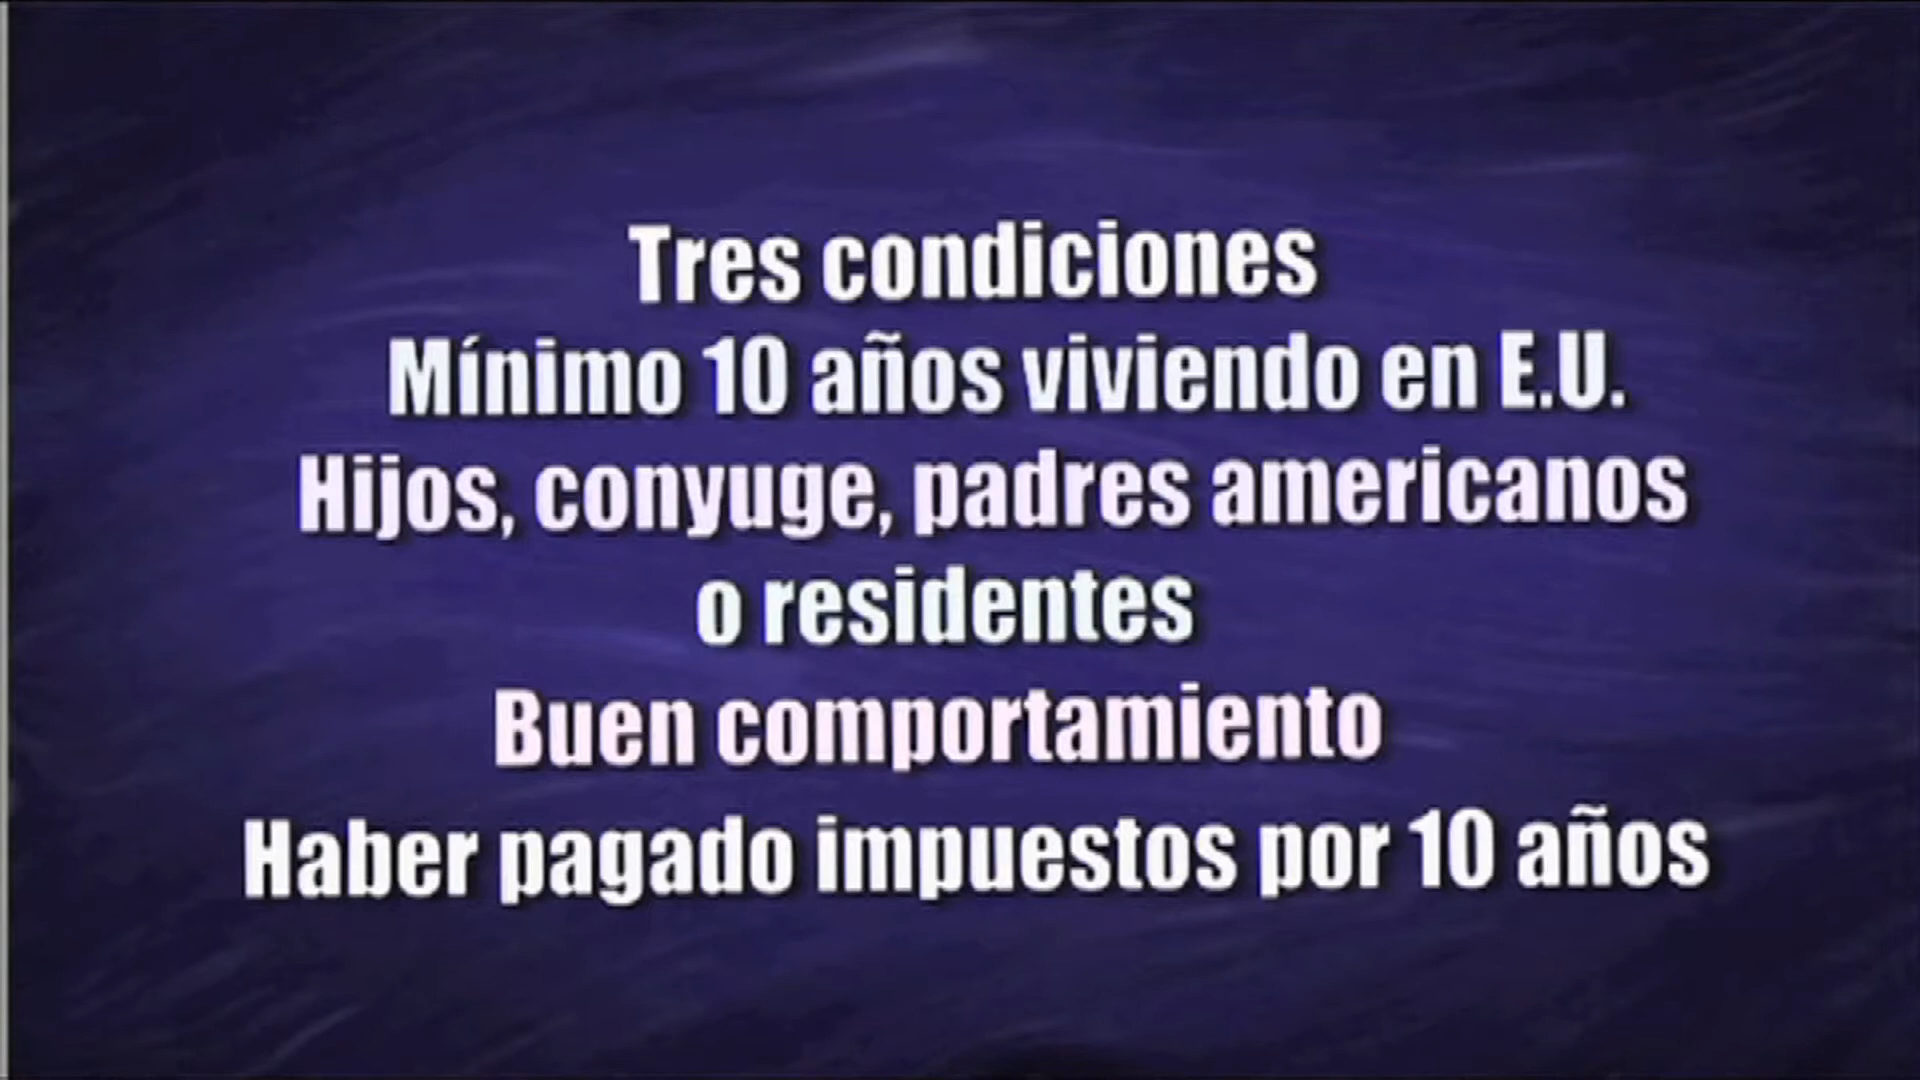 Tres condiciones
Mínimo 10 años viviendo en E.U.
Hijos, conyuge, padres americanos
o residentes
Buen comportamiento
Haber pagado impuestos por 10 años